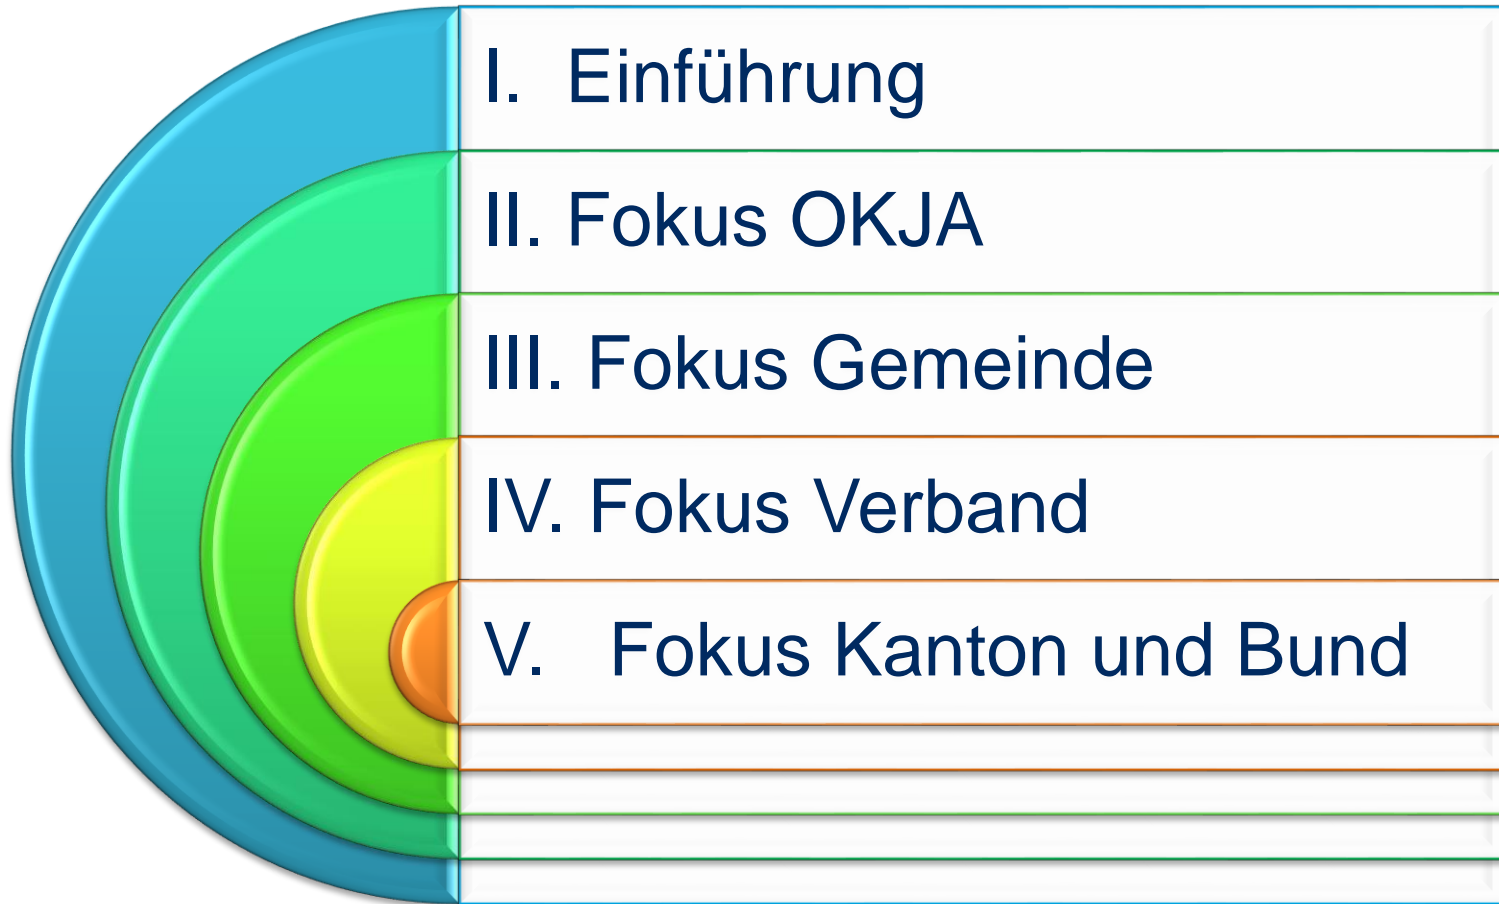 I. Einführung
II. Fokus OKJA
III. Fokus Gemeinde
IV. Fokus Verband
V. Fokus Kanton und Bund